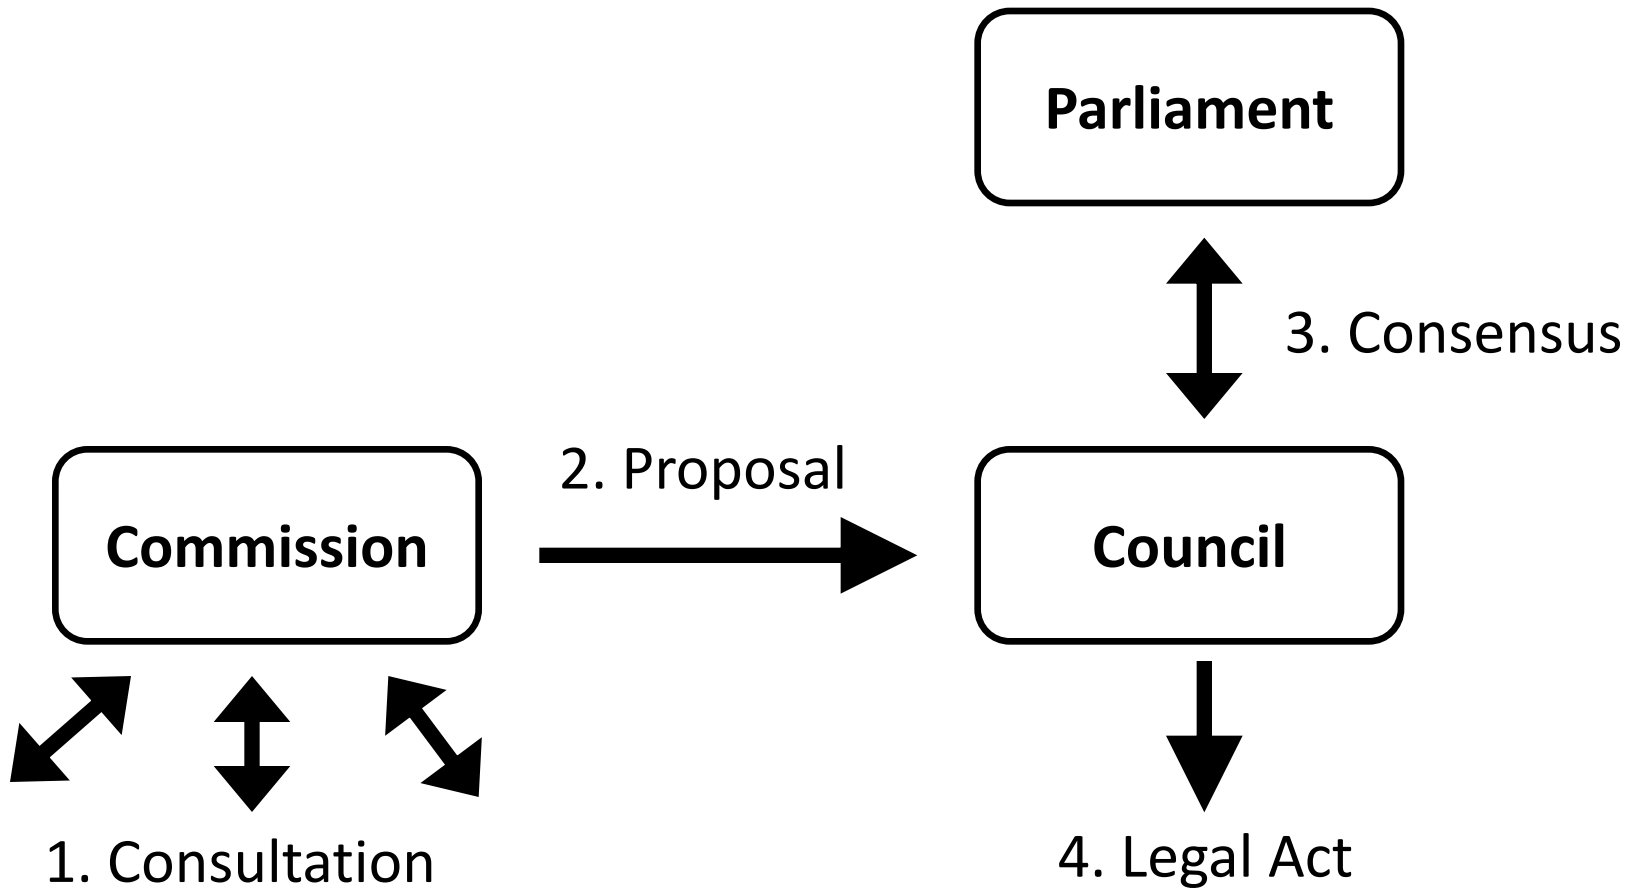 Parliament
3. Consensus
2. Proposal
Commission
Council
1. Consultation
4. Legal Act